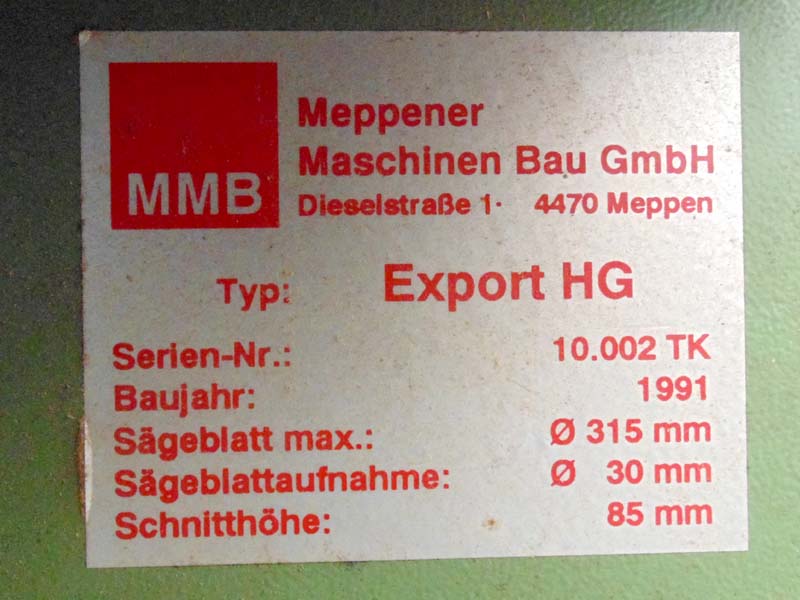 MMB
Meppener
Maschinen Bau GmbH
Dieselstraße 1· 4470 Meppen
Typ: Export HG
Serien-Nr.: 10.002 TK
Baujahr: 1991
Sägeblatt max.: Ø 315 mm
Sägeblattaufnahme: Ø 30 mm
Schnitthöhe: 85 mm